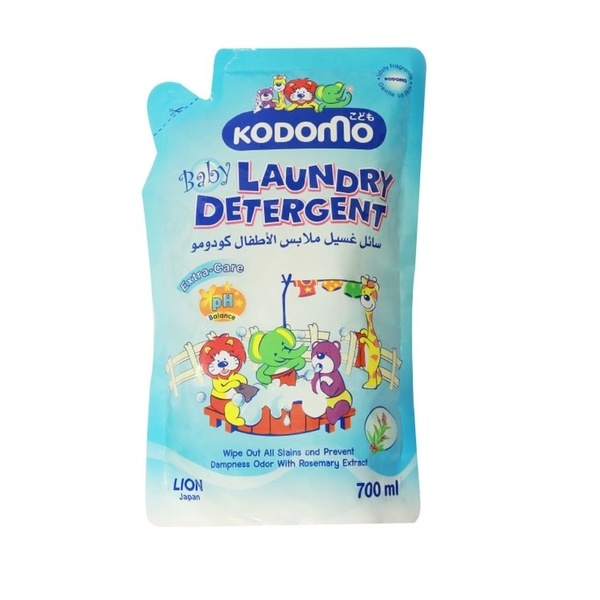 KODOMO
こども
KODOMO
Baby LAUNDRY
DETERGENT
سائل غسيل ملابس الأطفال كودومو
Extra-Care
pH
Balance
Wipe Out All Stains and Prevent
Dampness Odor With Rosemary Extract
LION
Japan
700 ml